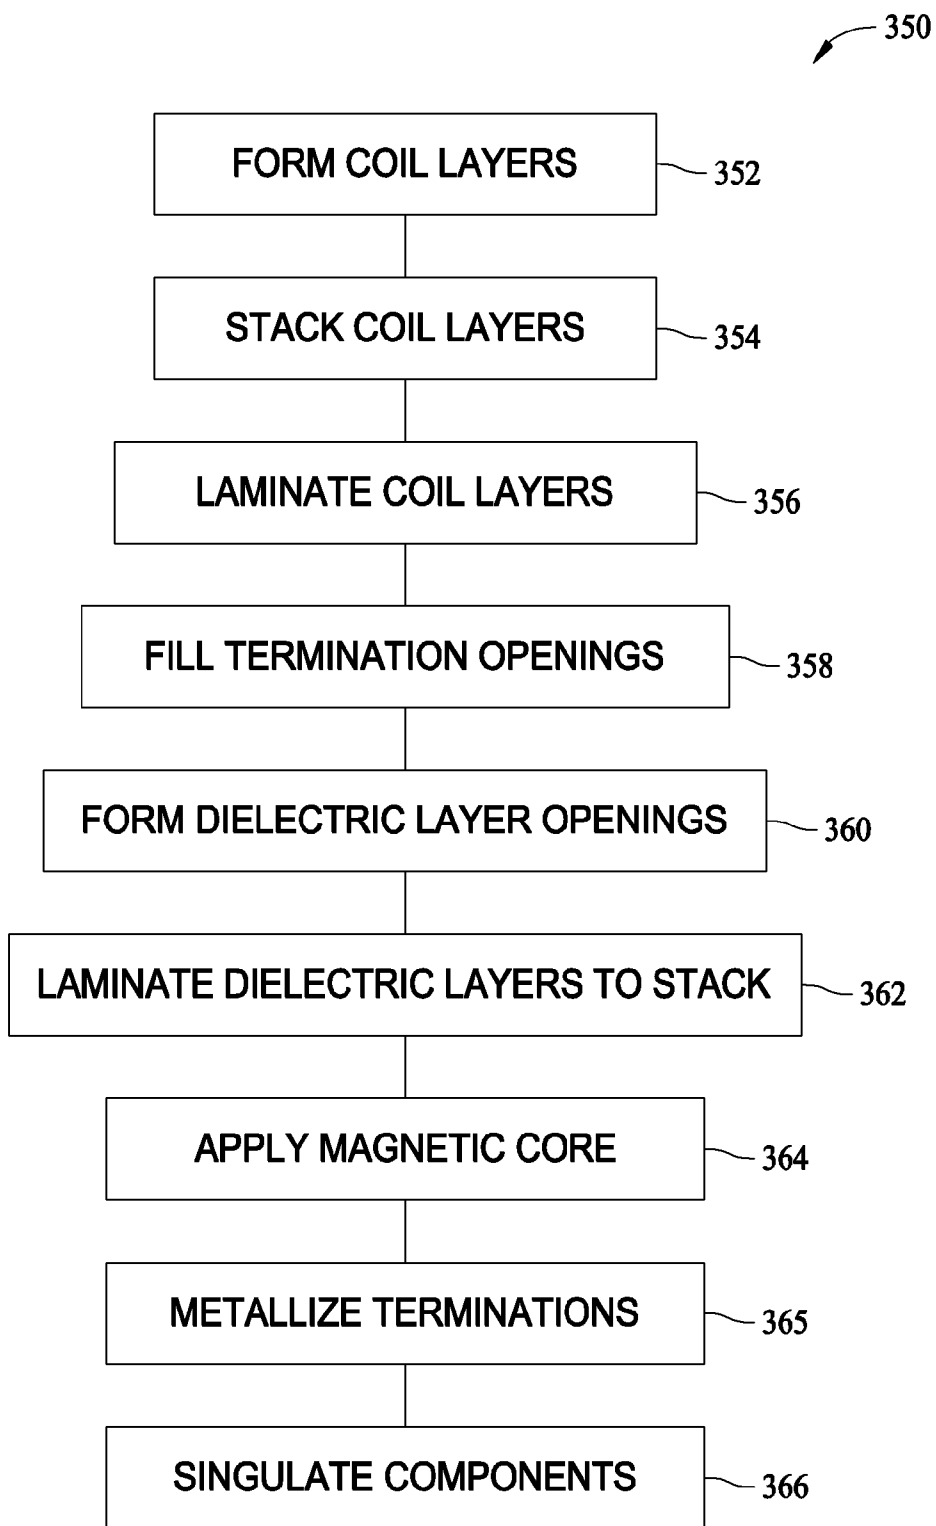 350
FORM COIL LAYERS
352
STACK COIL LAYERS
354
LAMINATE COIL LAYERS
356
FILL TERMINATION OPENINGS
358
FORM DIELECTRIC LAYER OPENINGS
360
LAMINATE DIELECTRIC LAYERS TO STACK
362
APPLY MAGNETIC CORE
364
METALLIZE TERMINATIONS
365
SINGULATE COMPONENTS
366